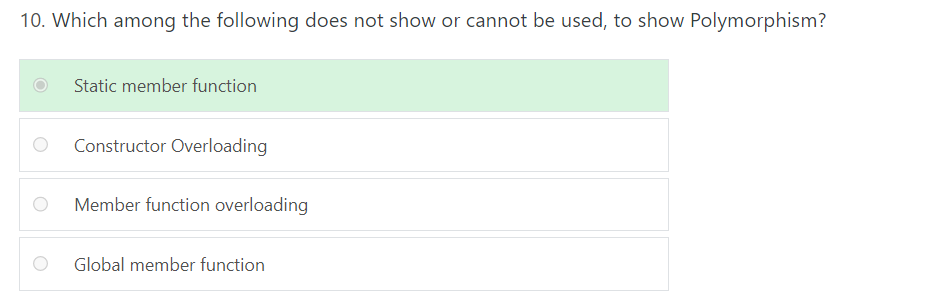 10. Which among the following does not show or cannot be used, to show Polymorphism?
Static member function
Constructor Overloading
Member function overloading
Global member function